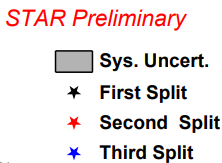 STAR Preliminary
Sys. Uncert.
First Split
Second Split
Third Split